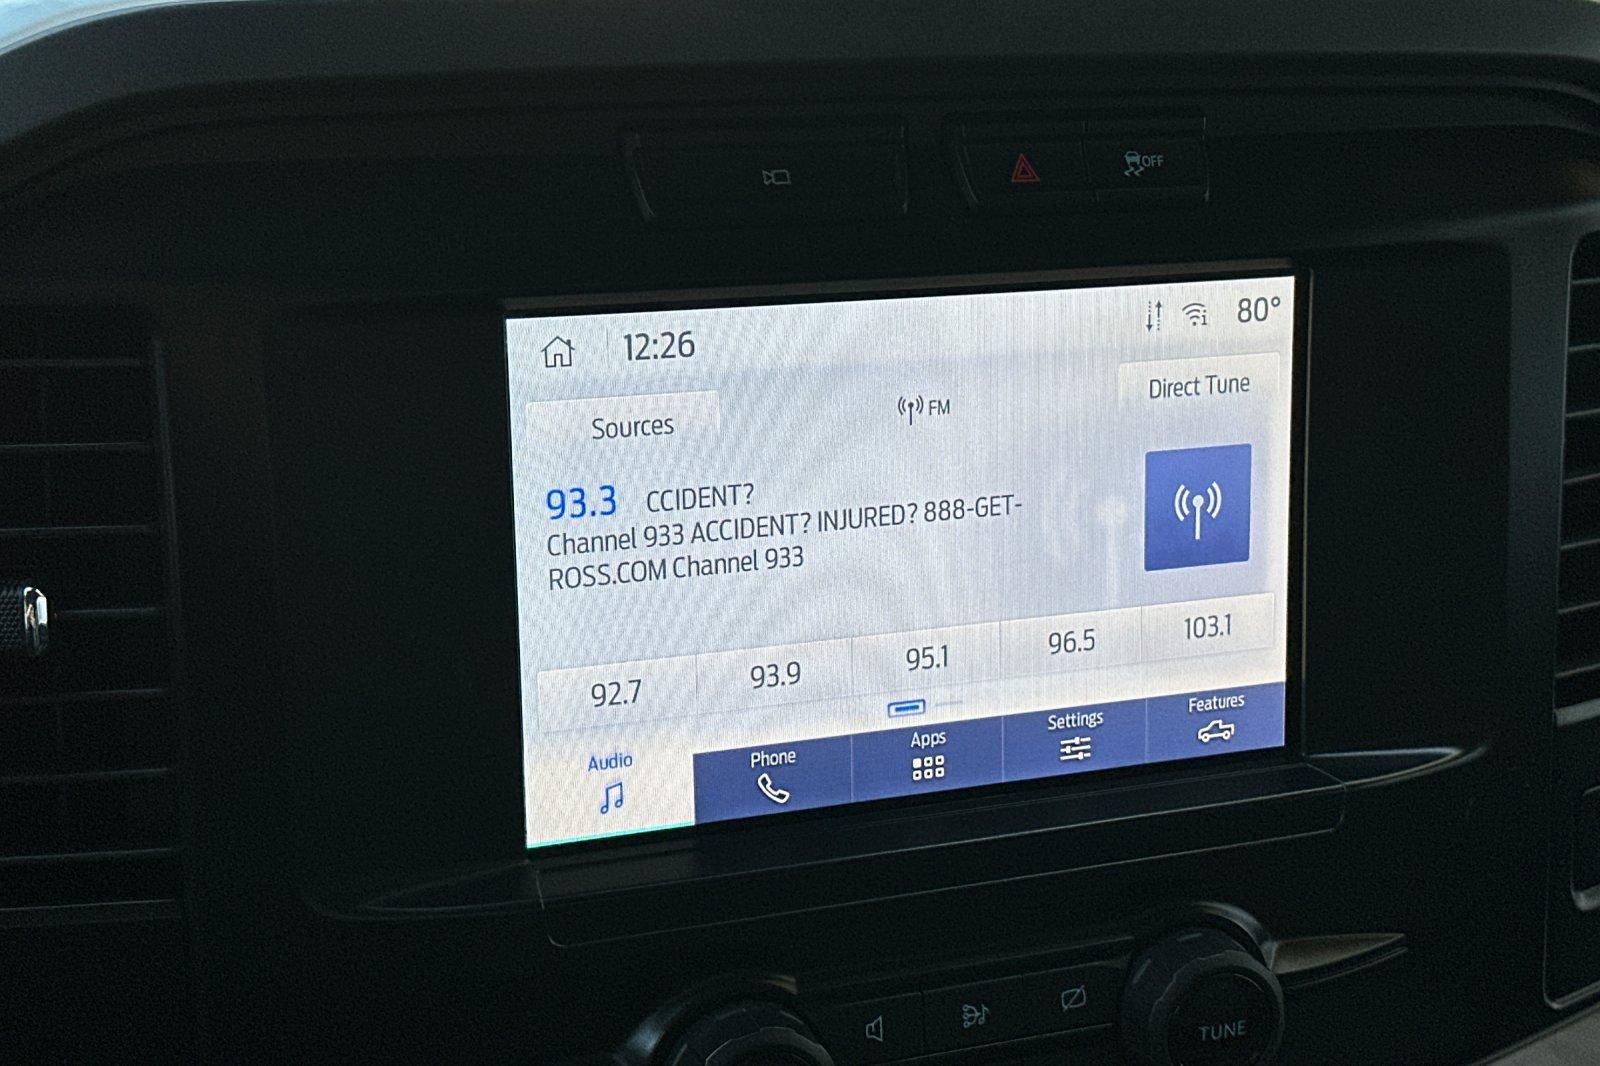 OFF
12:26
80°
Sources
FM
Direct Tune
93.3 CCIDENT?
Channel 933 ACCIDENT? INJURED? 888-GET-
ROSS.COM Channel 933
92.7 93.9 95.1 96.5 103.1
Audio Phone Apps Settings Features
TUNE